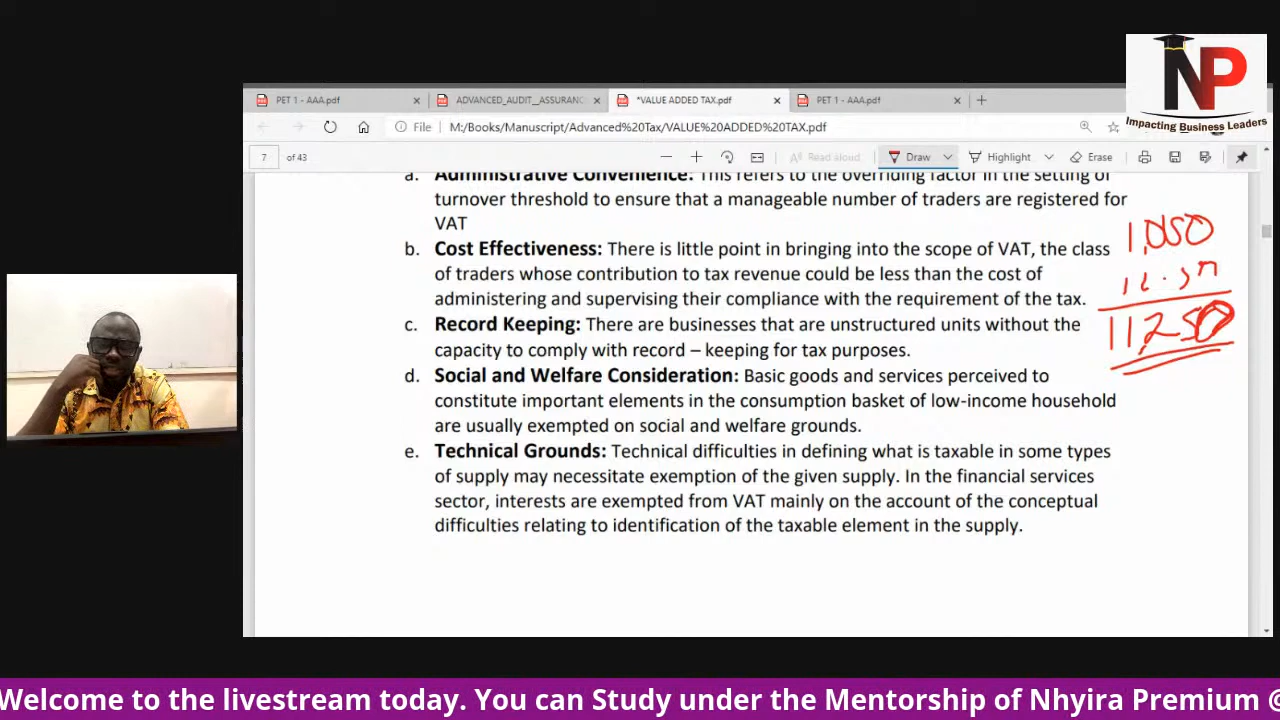 NP
Impacting Business Leaders
PET 1 - AAA.pdf
ADVANCED_AUDIT__ASSURANC
*VALUE ADDED TAX.pdf
PET 1 - AAA.pdf
File M:/Books/Manuscript/Advanced%20Tax/VALUE%20ADDED%20TAX.pdf
7 of 43
Read aloud Draw Highlight Erase
a. Administrative Convenience: This refers to the overriding factor in the setting of
turnover threshold to ensure that a manageable number of traders are registered for
VAT
b. Cost Effectiveness: There is little point in bringing into the scope of VAT, the class
of traders whose contribution to tax revenue could be less than the cost of
administering and supervising their compliance with the requirement of the tax.
c. Record Keeping: There are businesses that are unstructured units without the
capacity to comply with record – keeping for tax purposes.
d. Social and Welfare Consideration: Basic goods and services perceived to
constitute important elements in the consumption basket of low-income household
are usually exempted on social and welfare grounds.
e. Technical Grounds: Technical difficulties in defining what is taxable in some types
of supply may necessitate exemption of the given supply. In the financial services
sector, interests are exempted from VAT mainly on the account of the conceptual
difficulties relating to identification of the taxable element in the supply.
1,050
11,250
Welcome to the livestream today. You can Study under the Mentorship of Nhyira Premium @